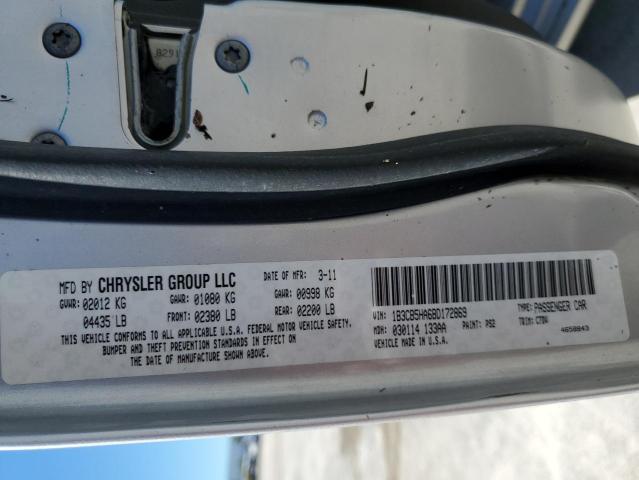 829
MFD BY CHRYSLER GROUP LLC DATE OF MFR: 3-11
GVWR: 02012 KG GAWR: 01080 KG GAWR: 00998 KG
04435 LB FRONT: 02380 LB REAR: 02200 LB
THIS VEHICLE CONFORMS TO ALL APPLICABLE U.S.A. FEDERAL MOTOR VEHICLE SAFETY,
BUMPER AND THEFT PREVENTION STANDARDS IN EFFECT ON
THE DATE OF MANUFACTURE SHOWN ABOVE.
VIN: 1B3CB5HA6BD172869 TYPE: PASSENGER CAR
MDH: 030114 133AA PAINT: PS2 TRIM: CTDV
MADE IN U.S.A. 4658843